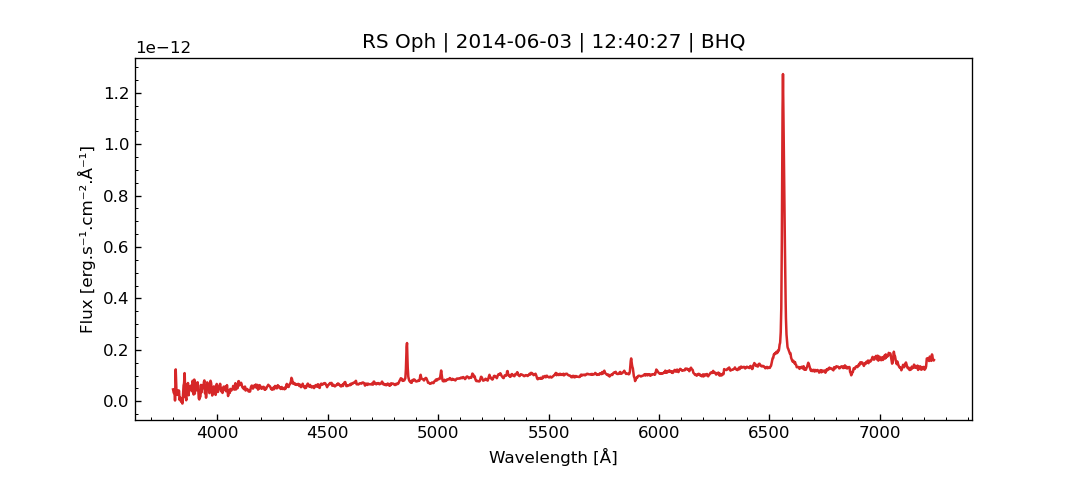 RS Oph | 2014-06-03 | 12:40:27 | BHQ
1e−12
1.2
1.0
0.8
0.6
0.4
0.2
0.0
Flux [erg.s⁻¹.cm⁻².Å⁻¹]
4000 4500 5000 5500 6000 6500 7000
Wavelength [Å]